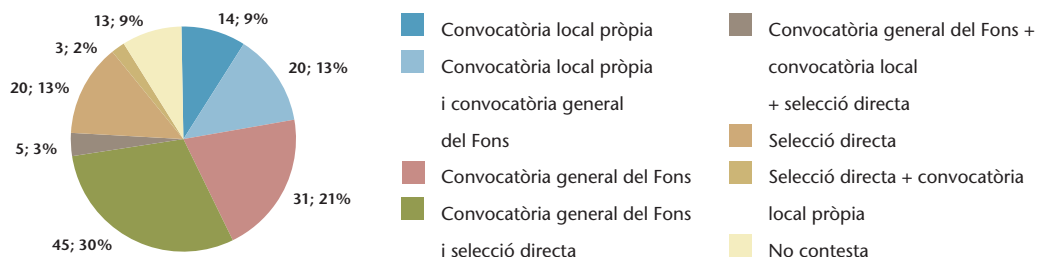 13; 9%
14; 9%
3; 2%
20; 13%
20; 13%
5; 3%
31; 21%
45; 30%
Convocatòria local pròpia
Convocatòria local pròpia
i convocatòria general
del Fons
Convocatòria general del Fons
Convocatòria general del Fons
i selecció directa
Convocatòria general del Fons +
convocatòria local
+ selecció directa
Selecció directa
Selecció directa + convocatòria
local pròpia
No contesta